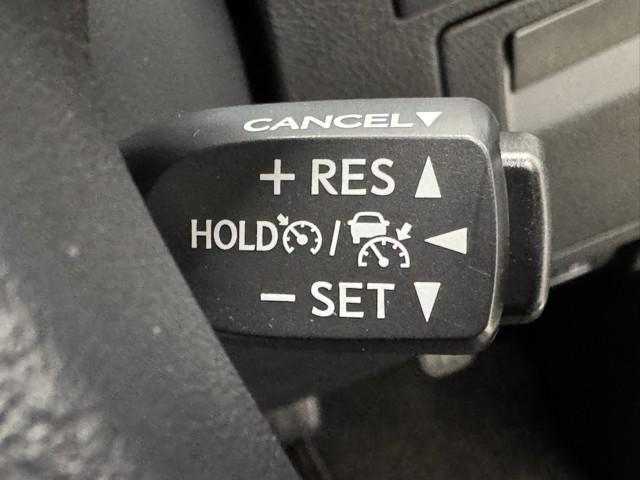 CANCEL▼
+ RES ▲
HOLD / ◀
− SET ▼